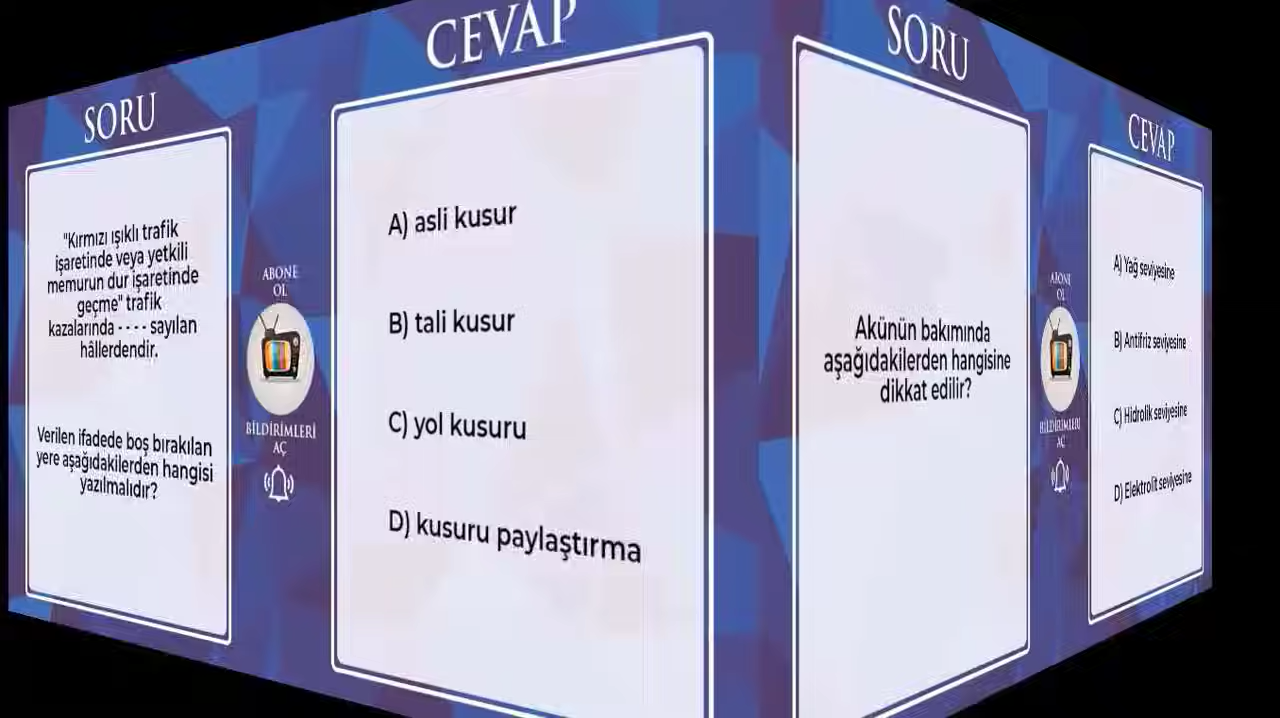 SORU
"Kırmızı ışıklı trafik
işaretinde veya yetkili
memurun dur işaretinde
geçme" trafik
kazalarında - - - - sayılan
hâllerdendir.
Verilen ifadede boş bırakılan
yere aşağıdakilerden hangisi
yazılmalıdır?
ABONE
OL
BİLDİRİMLERİ
AÇ
CEVAP
A) asli kusur
B) tali kusur
C) yol kusuru
D) kusuru paylaştırma
SORU
Akünün bakımında
aşağıdakilerden hangisine
dikkat edilir?
ABONE
OL
BİLDİRİMLERİ
AÇ
CEVAP
A) Yağ seviyesine
B) Antifriz seviyesine
C) Hidrolik seviyesine
D) Elektrolit seviyesine